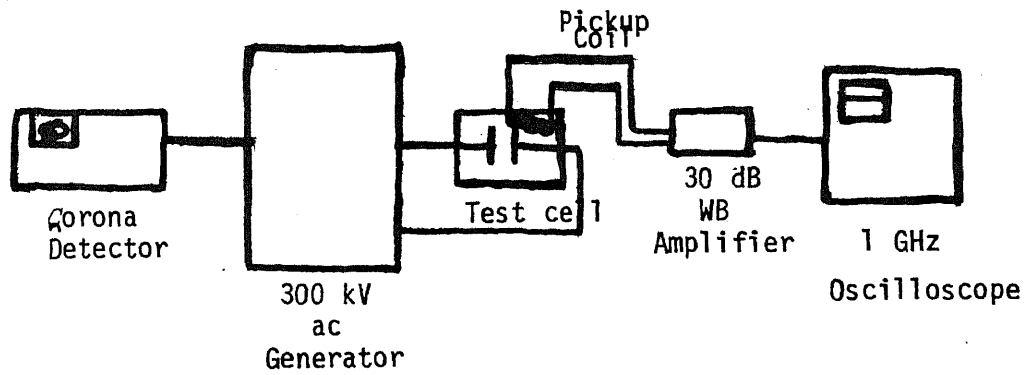 Pickup
Coil
Corona
Detector
300 kV
ac
Generator
Test cell
30 dB
WB
Amplifier
1 GHz
Oscilloscope